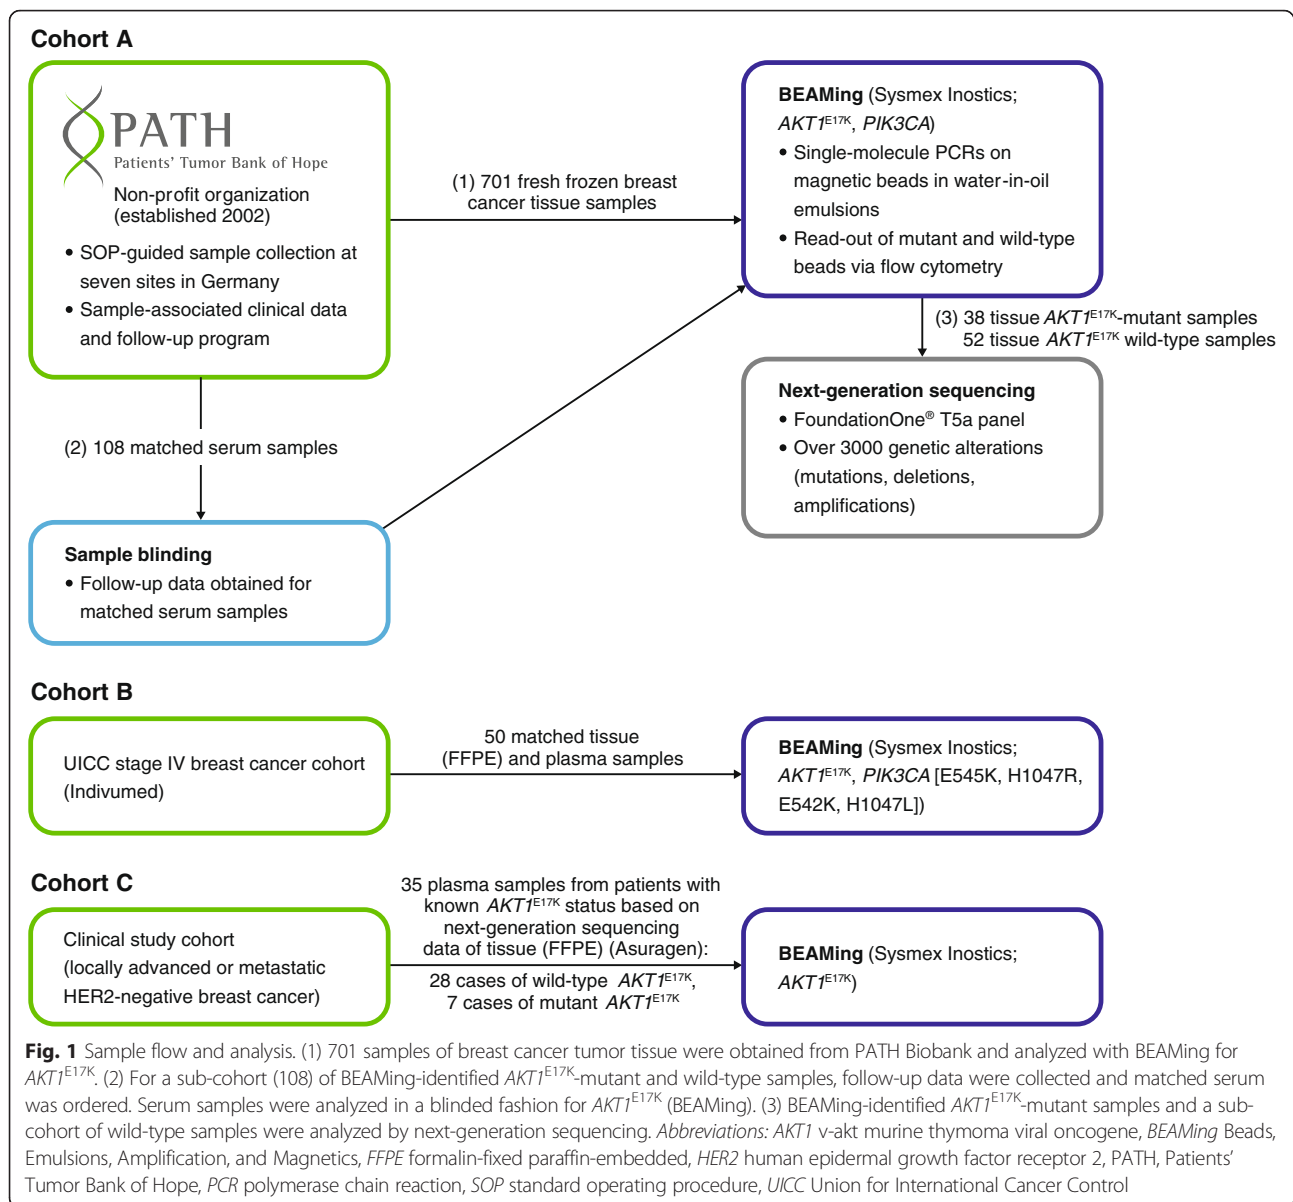 Cohort A
PATH
Patients' Tumor Bank of Hope
Non-profit organization
(established 2002)
• SOP-guided sample collection at
seven sites in Germany
• Sample-associated clinical data
and follow-up program
(1) 701 fresh frozen breast
cancer tissue samples
BEAMing (Sysmex Inostics;
AKT1E17K, PIK3CA)
• Single-molecule PCRs on
magnetic beads in water-in-oil
emulsions
• Read-out of mutant and wild-type
beads via flow cytometry
(3) 38 tissue AKT1E17K-mutant samples
52 tissue AKT1E17K wild-type samples
Next-generation sequencing
• FoundationOne® T5a panel
• Over 3000 genetic alterations
(mutations, deletions,
amplifications)
(2) 108 matched serum samples
Sample blinding
• Follow-up data obtained for
matched serum samples
Cohort B
UICC stage IV breast cancer cohort
(Indivumed)
50 matched tissue
(FFPE) and plasma samples
BEAMing (Sysmex Inostics;
AKT1E17K, PIK3CA [E545K, H1047R,
E542K, H1047L])
Cohort C
Clinical study cohort
(locally advanced or metastatic
HER2-negative breast cancer)
35 plasma samples from patients with
known AKT1E17K status based on
next-generation sequencing
data of tissue (FFPE) (Asuragen):
28 cases of wild-type AKT1E17K,
7 cases of mutant AKT1E17K
BEAMing (Sysmex Inostics;
AKT1E17K)
Fig. 1 Sample flow and analysis. (1) 701 samples of breast cancer tumor tissue were obtained from PATH Biobank and analyzed with BEAMing for
AKT1E17K. (2) For a sub-cohort (108) of BEAMing-identified AKT1E17K-mutant and wild-type samples, follow-up data were collected and matched serum
was ordered. Serum samples were analyzed in a blinded fashion for AKT1E17K (BEAMing). (3) BEAMing-identified AKT1E17K-mutant samples and a sub-
cohort of wild-type samples were analyzed by next-generation sequencing. Abbreviations: AKT1 v-akt murine thymoma viral oncogene, BEAMing Beads,
Emulsions, Amplification, and Magnetics, FFPE formalin-fixed paraffin-embedded, HER2 human epidermal growth factor receptor 2, PATH, Patients'
Tumor Bank of Hope, PCR polymerase chain reaction, SOP standard operating procedure, UICC Union for International Cancer Control